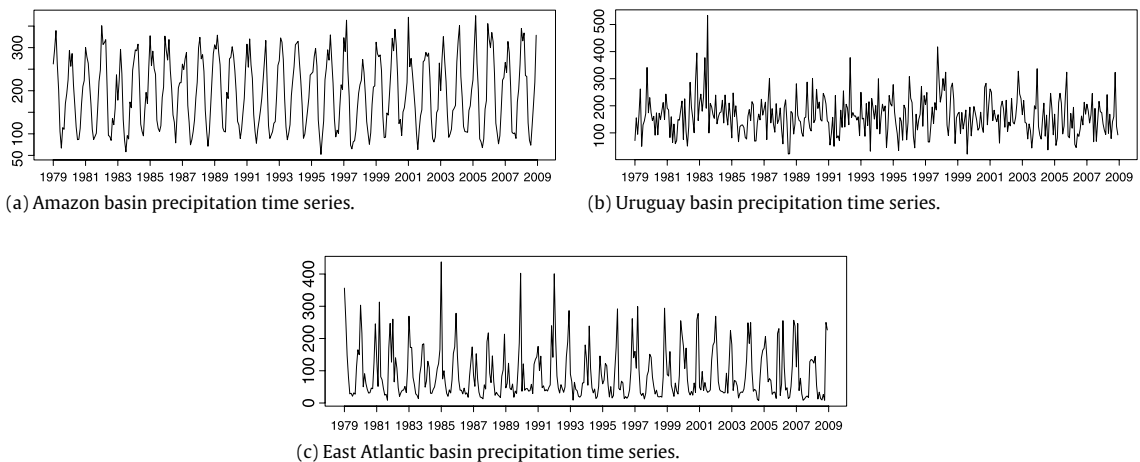 300
200
100
50
1979 1981 1983 1985 1987 1989 1991 1993 1995 1997 1999 2001 2003 2005 2007 2009
(a) Amazon basin precipitation time series.
500
400
300
200
100
1979 1981 1983 1985 1987 1989 1991 1993 1995 1997 1999 2001 2003 2005 2007 2009
(b) Uruguay basin precipitation time series.
400
300
200
100
0
1979 1981 1983 1985 1987 1989 1991 1993 1995 1997 1999 2001 2003 2005 2007 2009
(c) East Atlantic basin precipitation time series.